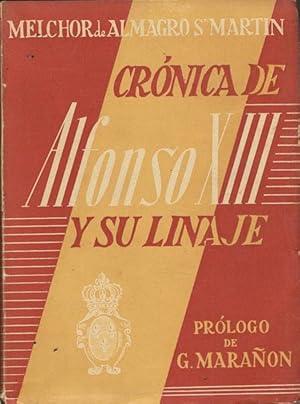 MELCHOR de ALMAGRO Sn MARTIN
CRÓNICA DE
Alfonso XIII
Y SU LINAJE
PRÓLOGO
DE
G. MARAÑON